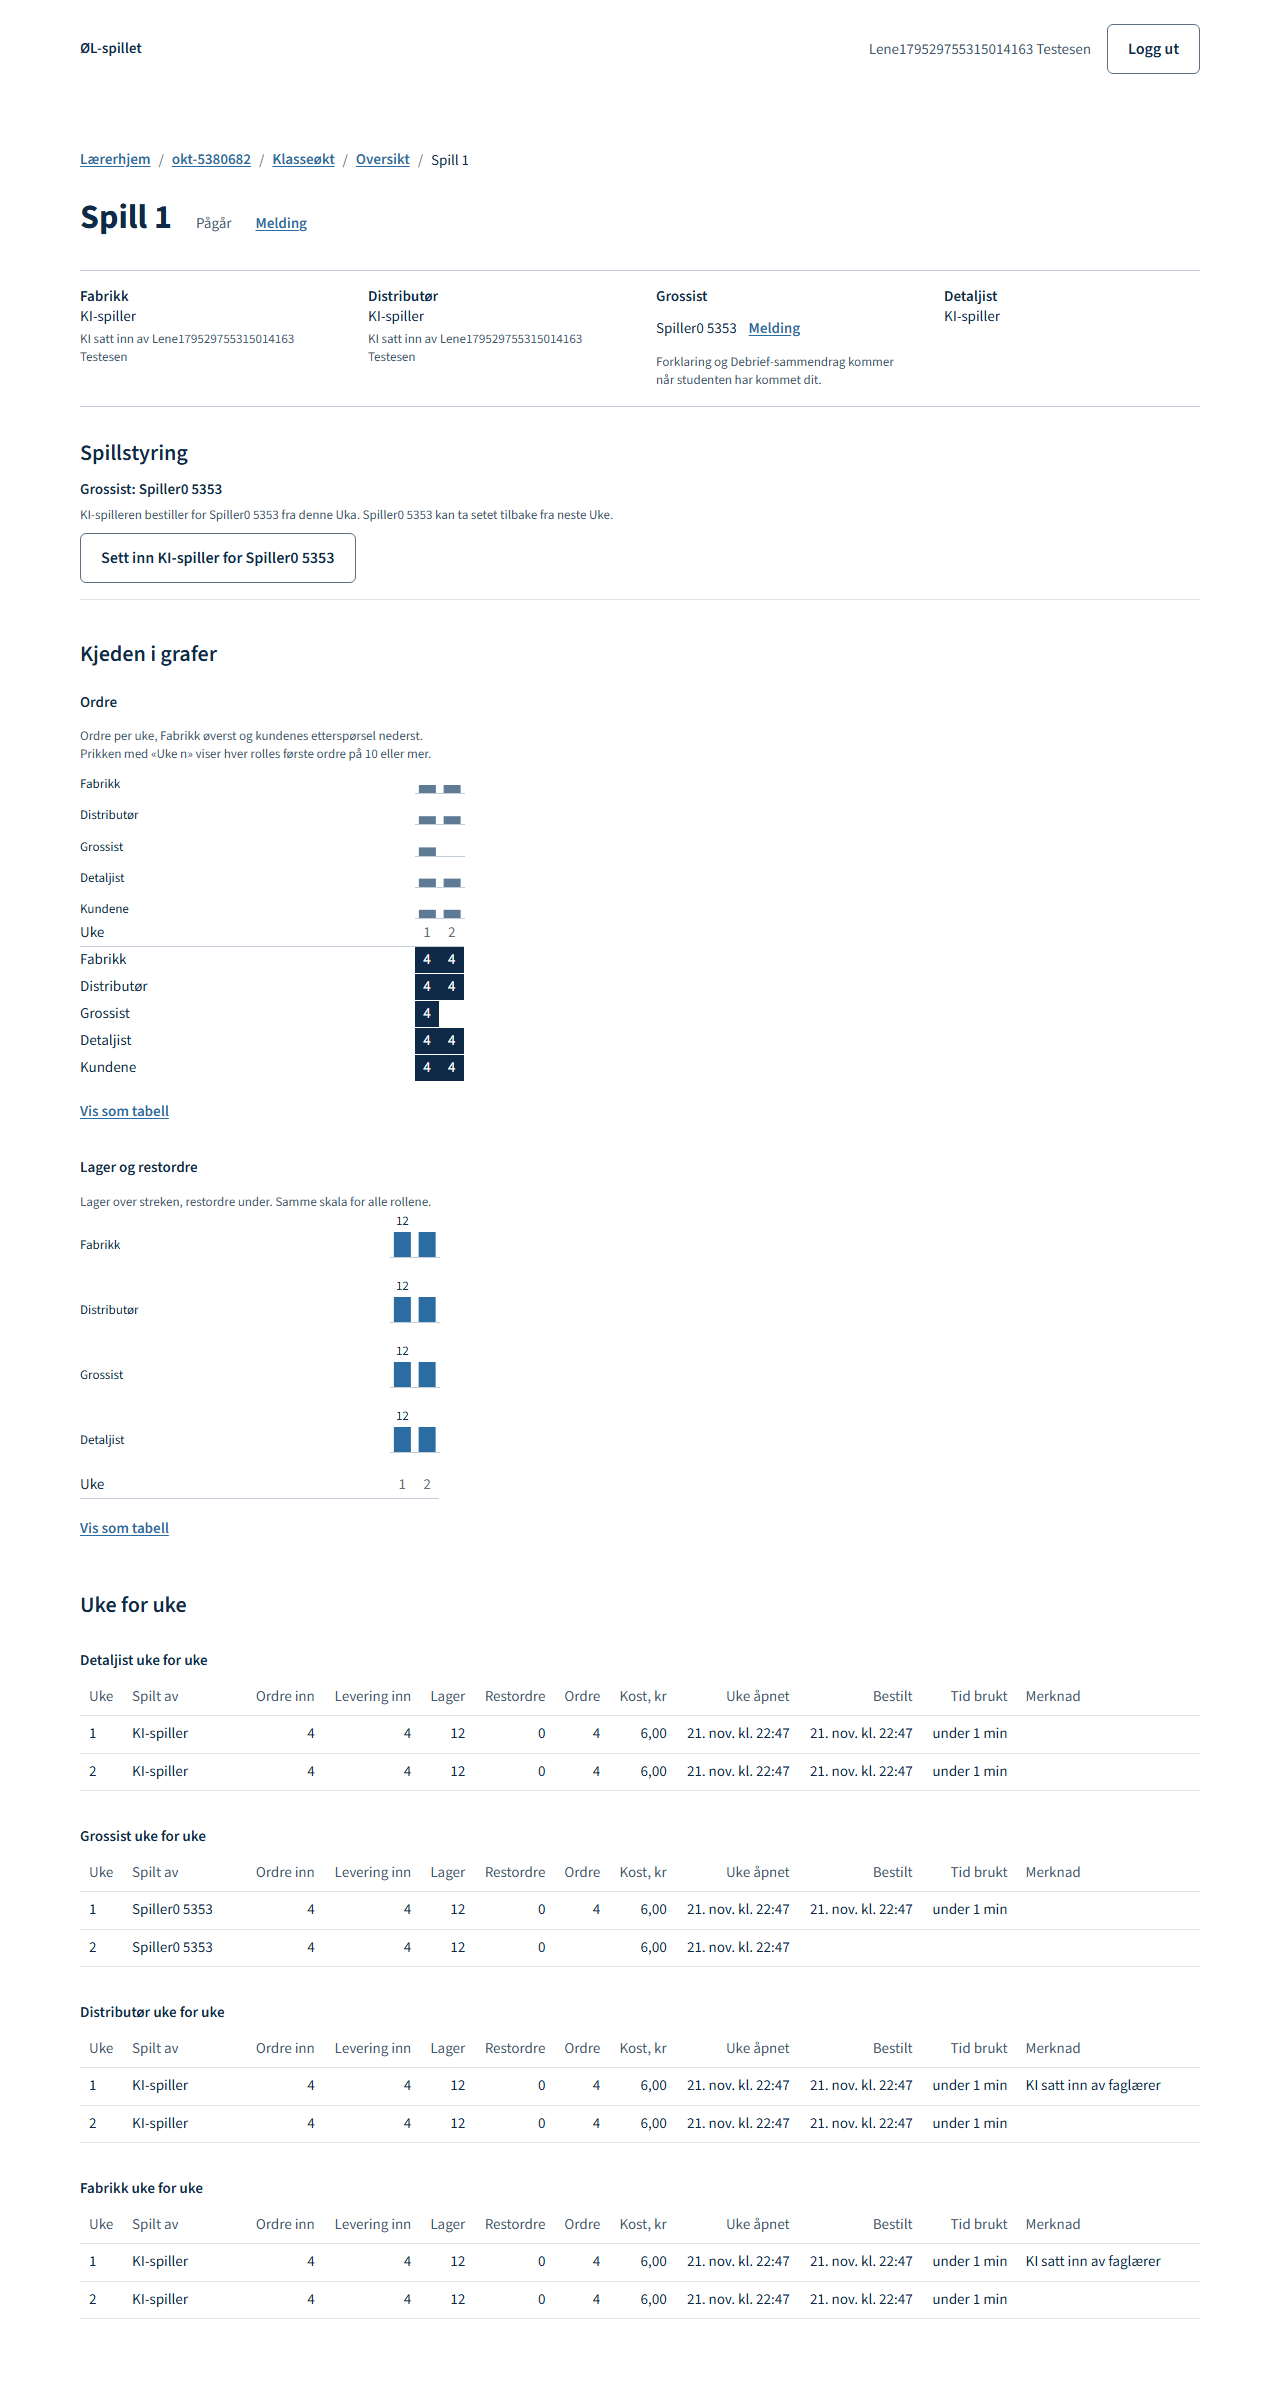 ØL-spillet
Lene179529755315014163 Testesen
Logg ut
Lærerhjem / okt-5380682 / Klasseøkt / Oversikt / Spill 1
Spill 1 Pågår Melding
Fabrikk
KI-spiller
KI satt inn av Lene179529755315014163
Testesen
Distributør
KI-spiller
KI satt inn av Lene179529755315014163
Testesen
Grossist
Spiller0 5353 Melding
Forklaring og Debrief-sammendrag kommer
når studenten har kommet dit.
Detaljist
KI-spiller
Spillstyring
Grossist: Spiller0 5353
KI-spilleren bestiller for Spiller0 5353 fra denne Uka. Spiller0 5353 kan ta setet tilbake fra neste Uke.
Sett inn KI-spiller for Spiller0 5353
Kjeden i grafer
Ordre
Ordre per uke, Fabrikk øverst og kundenes etterspørsel nederst.
Prikken med «Uke n» viser hver rolles første ordre på 10 eller mer.
Fabrikk
Distributør
Grossist
Detaljist
Kundene
Uke 1 2
Fabrikk 4 4
Distributør 4 4
Grossist 4
Detaljist 4 4
Kundene 4 4
Vis som tabell
Lager og restordre
Lager over streken, restordre under. Samme skala for alle rollene.
12
Fabrikk
12
Distributør
12
Grossist
12
Detaljist
Uke 1 2
Vis som tabell
Uke for uke
Detaljist uke for uke
Uke Spilt av Ordre inn Levering inn Lager Restordre Ordre Kost, kr Uke åpnet Bestilt Tid brukt Merknad
1 KI-spiller 4 4 12 0 4 6,00 21. nov. kl. 22:47 21. nov. kl. 22:47 under 1 min
2 KI-spiller 4 4 12 0 4 6,00 21. nov. kl. 22:47 21. nov. kl. 22:47 under 1 min
Grossist uke for uke
Uke Spilt av Ordre inn Levering inn Lager Restordre Ordre Kost, kr Uke åpnet Bestilt Tid brukt Merknad
1 Spiller0 5353 4 4 12 0 4 6,00 21. nov. kl. 22:47 21. nov. kl. 22:47 under 1 min
2 Spiller0 5353 4 4 12 0 6,00 21. nov. kl. 22:47
Distributør uke for uke
Uke Spilt av Ordre inn Levering inn Lager Restordre Ordre Kost, kr Uke åpnet Bestilt Tid brukt Merknad
1 KI-spiller 4 4 12 0 4 6,00 21. nov. kl. 22:47 21. nov. kl. 22:47 under 1 min KI satt inn av faglærer
2 KI-spiller 4 4 12 0 4 6,00 21. nov. kl. 22:47 21. nov. kl. 22:47 under 1 min
Fabrikk uke for uke
Uke Spilt av Ordre inn Levering inn Lager Restordre Ordre Kost, kr Uke åpnet Bestilt Tid brukt Merknad
1 KI-spiller 4 4 12 0 4 6,00 21. nov. kl. 22:47 21. nov. kl. 22:47 under 1 min KI satt inn av faglærer
2 KI-spiller 4 4 12 0 4 6,00 21. nov. kl. 22:47 21. nov. kl. 22:47 under 1 min